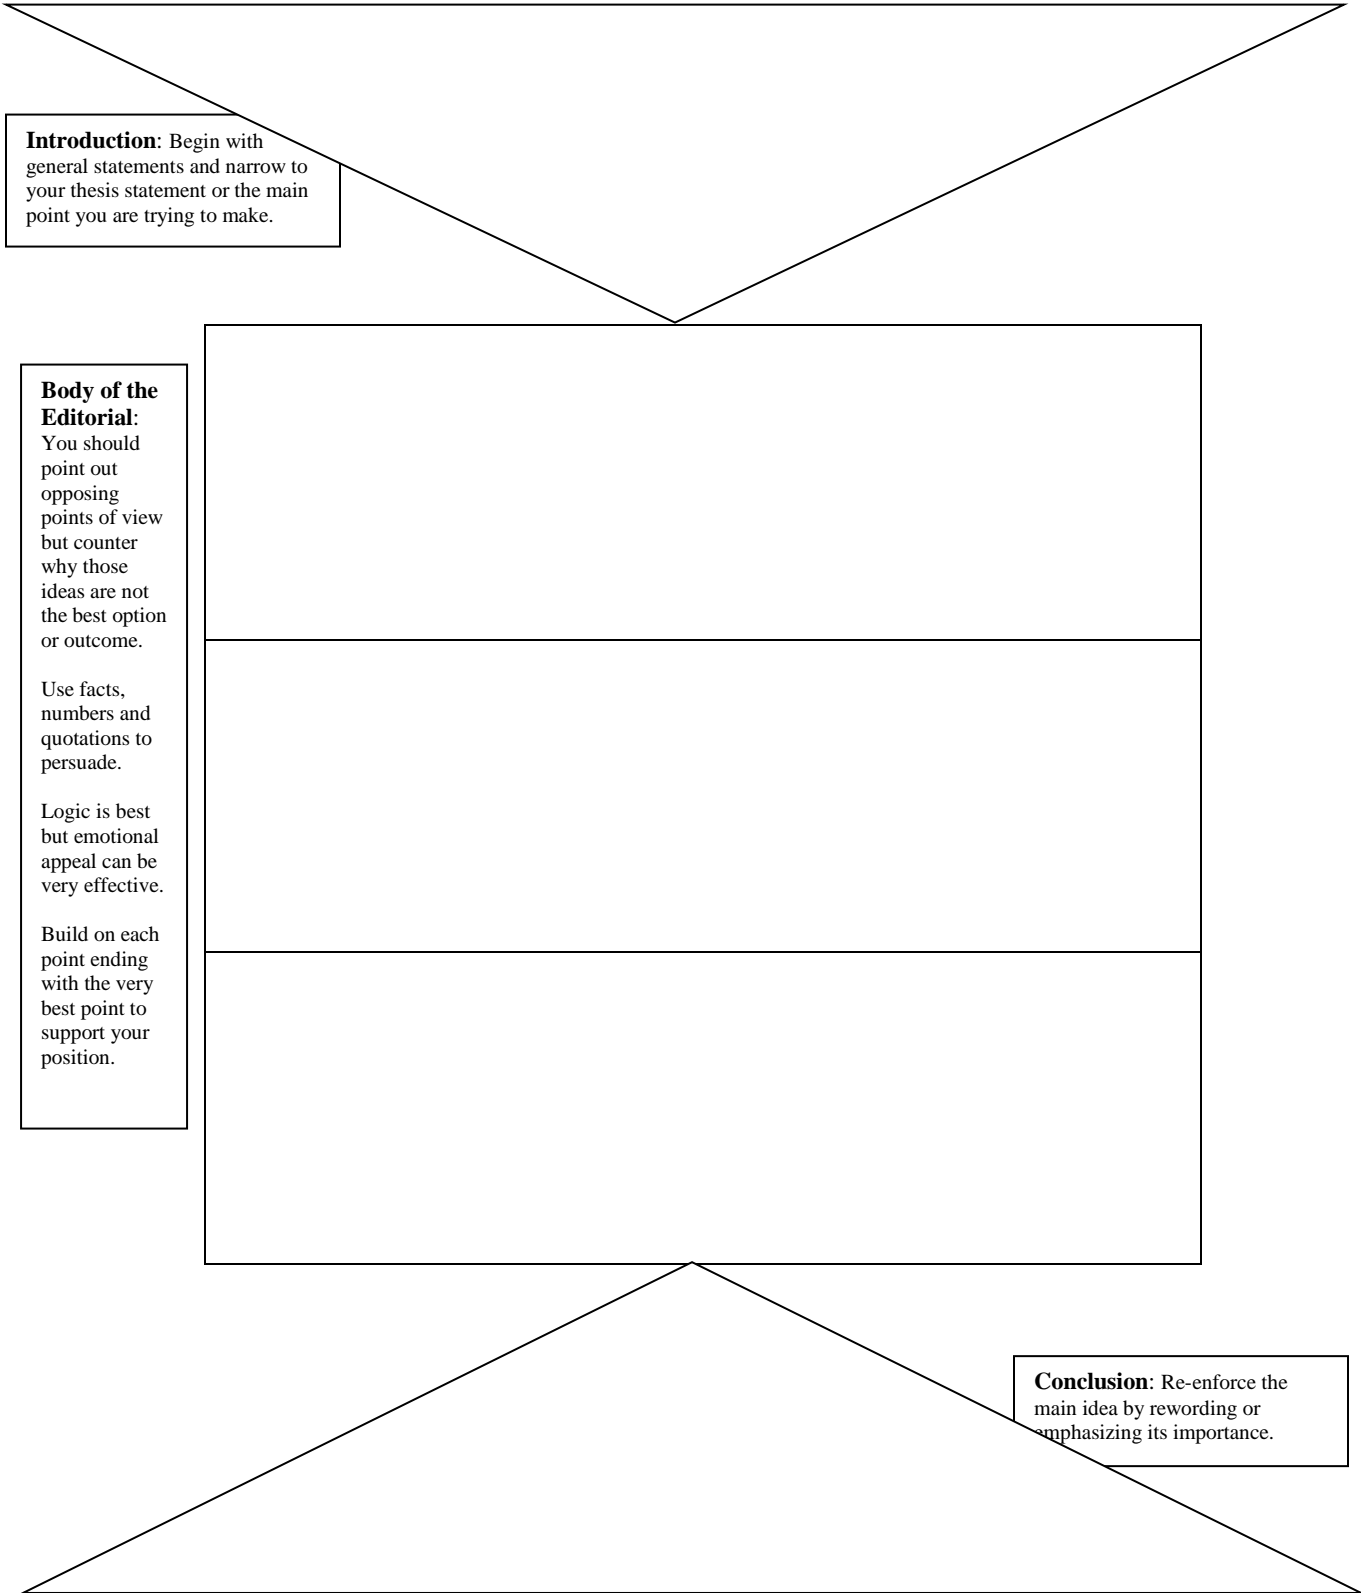 Introduction: Begin with
general statements and narrow to
your thesis statement or the main
point you are trying to make.
Body of the
Editorial:
You should
point out
opposing
points of view
but counter
why those
ideas are not
the best option
or outcome.
Use facts,
numbers and
quotations to
persuade.
Logic is best
but emotional
appeal can be
very effective.
Build on each
point ending
with the very
best point to
support your
position.
Conclusion: Re-enforce the
main idea by rewording or
emphasizing its importance.